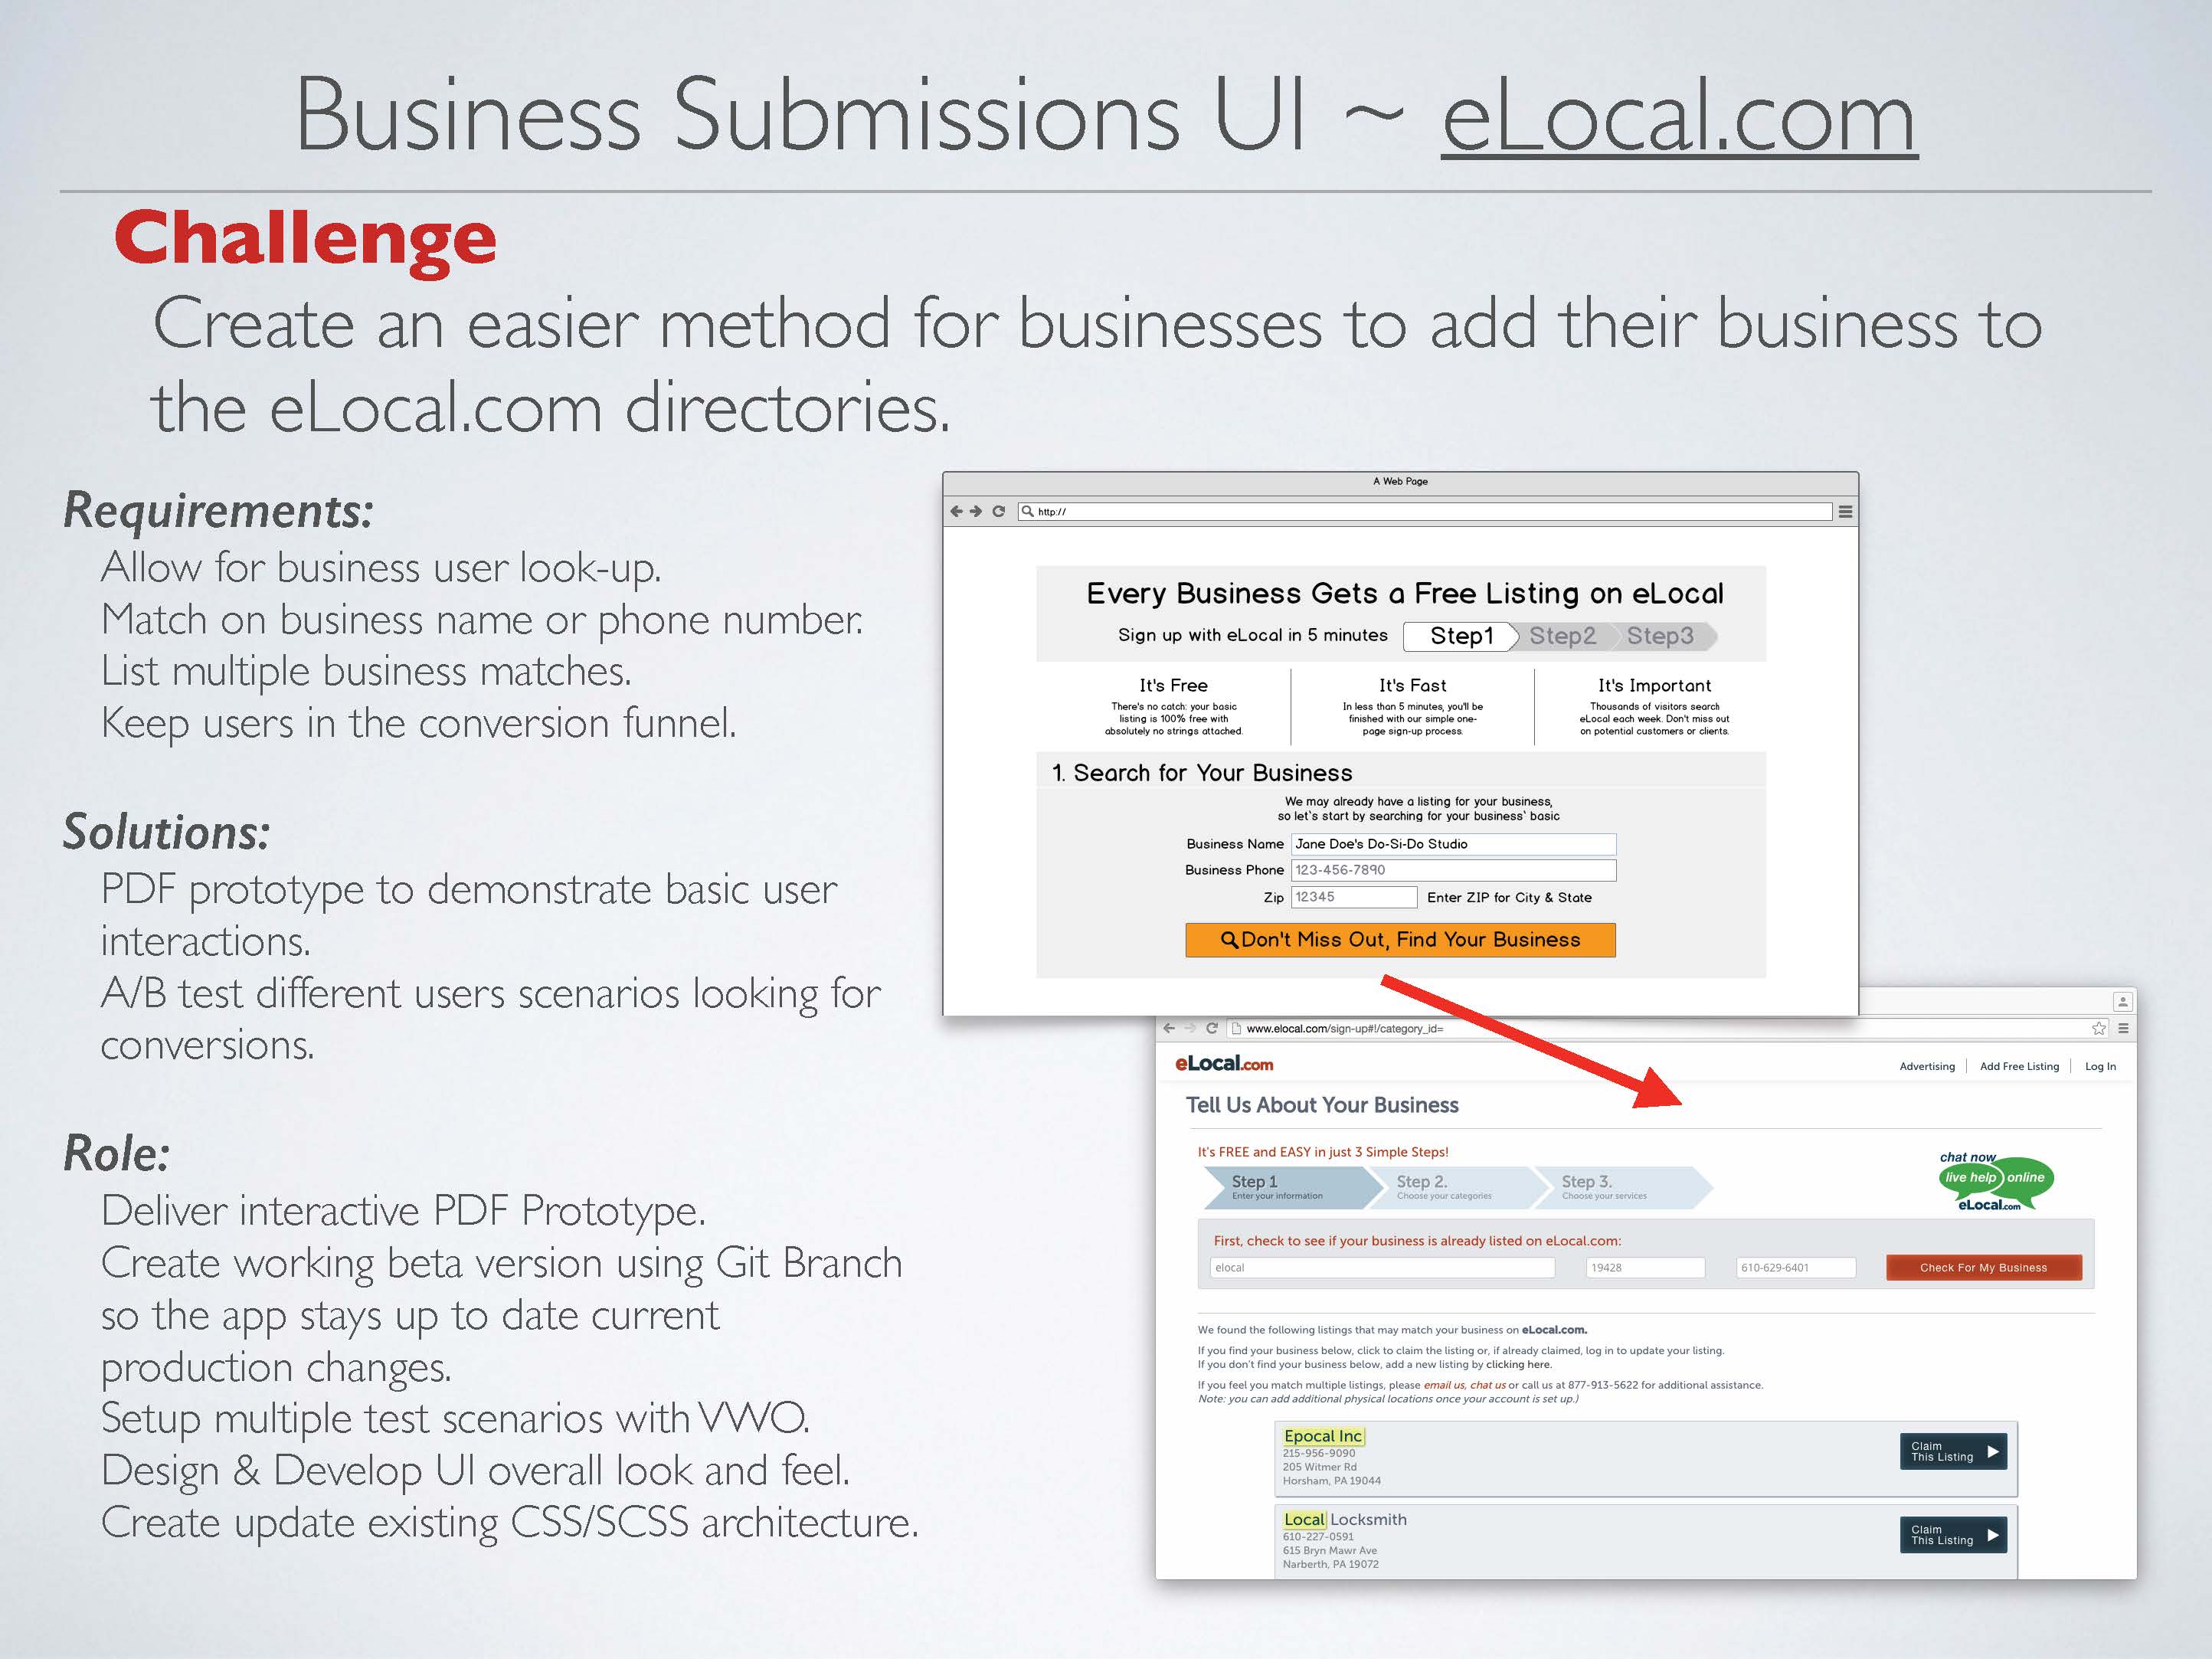 Business Submissions UI ~ eLocal.com
Challenge
Create an easier method for businesses to add their business to
the eLocal.com directories.
Requirements:
Allow for business user look-up.
Match on business name or phone number.
List multiple business matches.
Keep users in the conversion funnel.
Solutions:
PDF prototype to demonstrate basic user
interactions.
A/B test different users scenarios looking for
conversions.
Role:
Deliver interactive PDF Prototype.
Create working beta version using Git Branch
so the app stays up to date current
production changes.
Setup multiple test scenarios with VWO.
Design & Develop UI overall look and feel.
Create update existing CSS/SCSS architecture.
A Web Page
http://
Every Business Gets a Free Listing on eLocal
Sign up with eLocal in 5 minutes Step1 Step2 Step3
It's Free
There's no catch: your basic
listing is 100% free with
absolutely no strings attached.
It's Fast
In less than 5 minutes, you'll be
finished with our simple one-
page sign-up process.
It's Important
Thousands of visitors search
eLocal each week. Don't miss out
on potential customers or clients.
1. Search for Your Business
We may already have a listing for your business,
so let`s start by searching for your business` basic
Business Name Jane Doe's Do-Si-Do Studio
Business Phone 123-456-7890
Zip 12345 Enter ZIP for City & State
Don't Miss Out, Find Your Business
www.elocal.com/sign-up#!/category_id=
eLocal.com
Advertising Add Free Listing Log In
Tell Us About Your Business
It's FREE and EASY in just 3 Simple Steps!
Step 1 Step 2. Step 3.
Enter your information Choose your categories Choose your services
chat now
live help online
eLocal.com
First, check to see if your business is already listed on eLocal.com:
elocal 19428 610-629-6401 Check For My Business
We found the following listings that may match your business on eLocal.com.
If you find your business below, click to claim the listing or, if already claimed, log in to update your listing.
If you don't find your business below, add a new listing by clicking here.
If you feel you match multiple listings, please email us, chat us or call us at 877-913-5622 for additional assistance.
Note: you can add additional physical locations once your account is set up.)
Epocal Inc
215-956-9090
205 Witmer Rd
Horsham, PA 19044
Claim
This Listing
Local Locksmith
610-227-0591
615 Bryn Mawr Ave
Narberth, PA 19072
Claim
This Listing